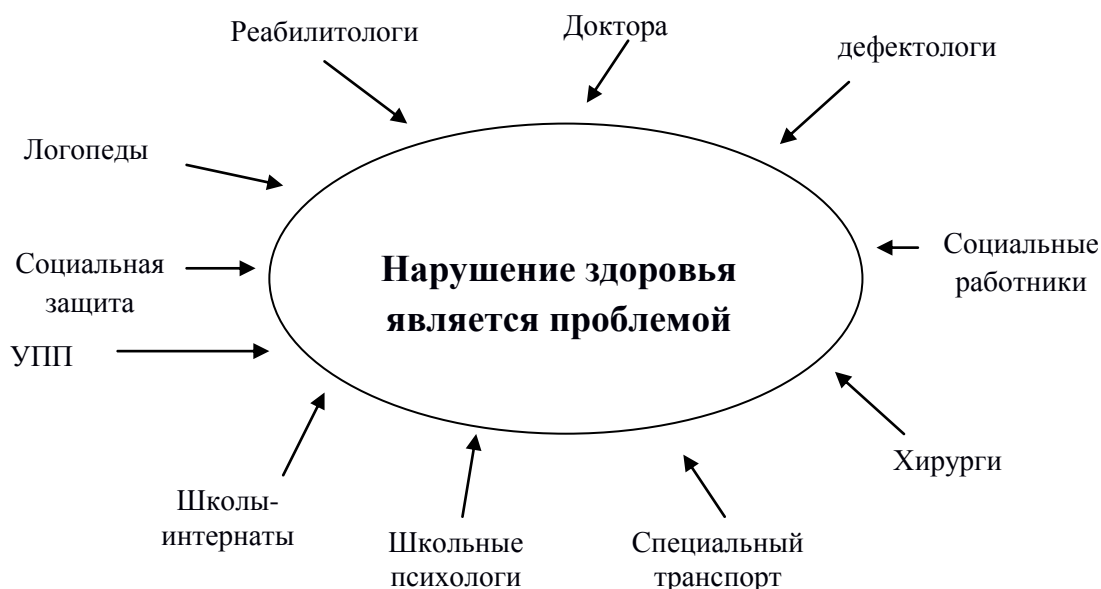 Реабилитологи
Доктора
дефектологи
Логопеды
Социальная
защита
Нарушение здоровья
является проблемой
Социальные
работники
УПП
Хирурги
Школы-
интернаты
Школьные
психологи
Специальный
транспорт